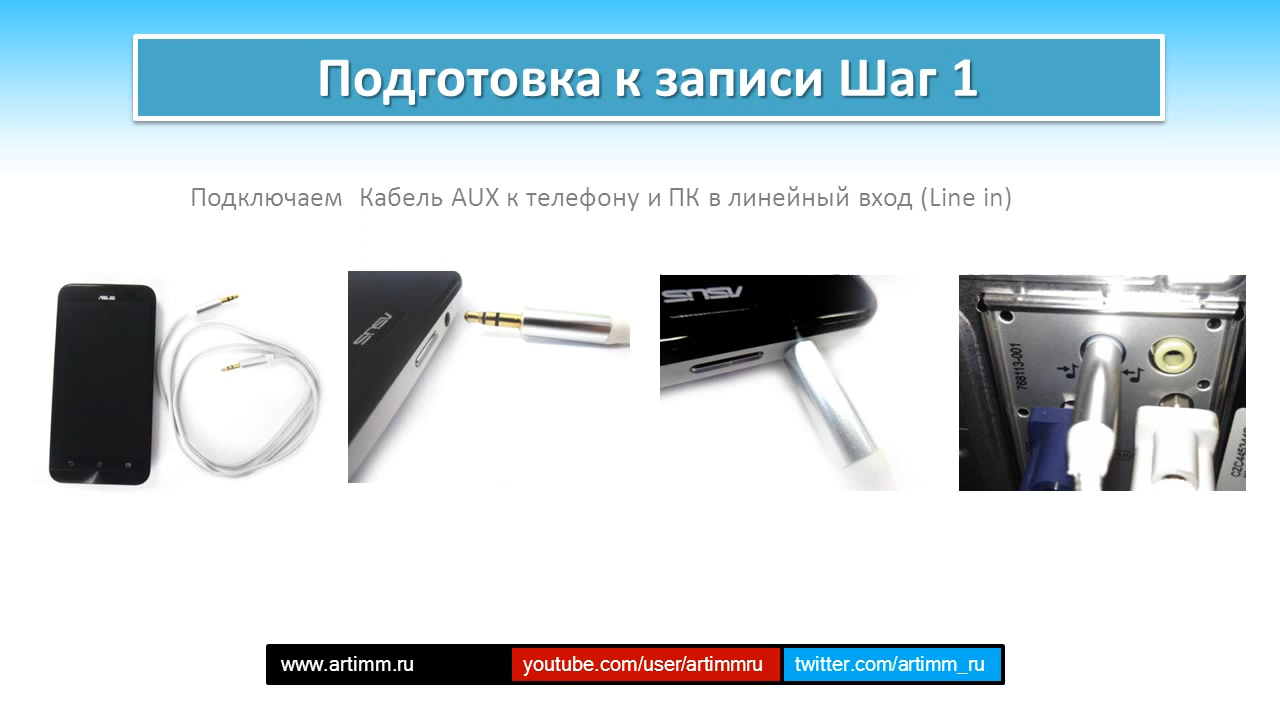 Подготовка к записи Шаг 1
Подключаем Кабель AUX к телефону и ПК в линейный вход (Line in)
ASUS
ASUS
ASUS
768113-001
www.artimm.ru
youtube.com/user/artimmru
twitter.com/artimm_ru